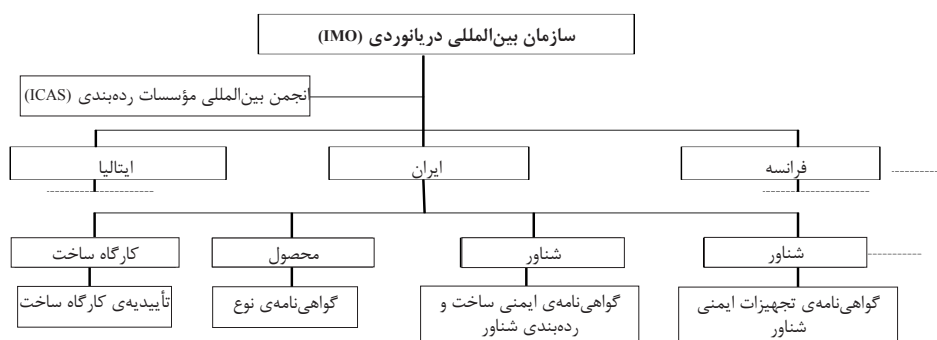 سازمان بین‌المللی دریانوردی (IMO)
انجمن بین‌المللی مؤسسات رده‌بندی (ICAS)
فرانسه
ایران
ایتالیا
شناور
شناور
محصول
کارگاه ساخت
گواهی‌نامه‌ی تجهیزات ایمنی
شناور
گواهی‌نامه‌ی ایمنی ساخت و
رده‌بندی شناور
گواهی‌نامه‌ی نوع
تأییدیه‌ی کارگاه ساخت